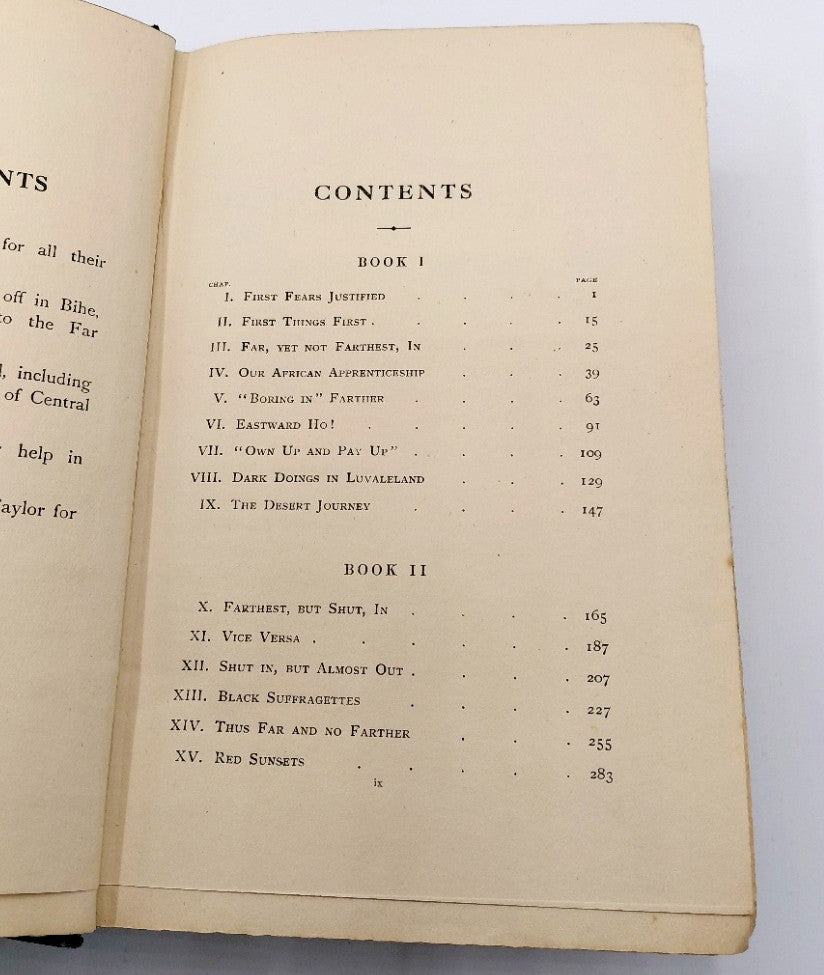 NTS
for all their
off in Bihe,
to the Far
, including
of Central
help in
aylor for
CONTENTS
BOOK I
CHAP. PAGE
I. FIRST FEARS JUSTIFIED . . . . 1
II. FIRST THINGS FIRST . . . . 15
III. FAR, YET NOT FARTHEST, IN . . . 25
IV. OUR AFRICAN APPRENTICESHIP . . . 39
V. "BORING IN" FARTHER . . . . 63
VI. EASTWARD HO! . . . . . 91
VII. "OWN UP AND PAY UP" . . . . 109
VIII. DARK DOINGS IN LUVALELAND . . . 129
IX. THE DESERT JOURNEY . . . . 147
BOOK II
X. FARTHEST, BUT SHUT, IN . . . . 165
XI. VICE VERSA . . . . . . 187
XII. SHUT IN, BUT ALMOST OUT . . . . 207
XIII. BLACK SUFFRAGETTES . . . . 227
XIV. THUS FAR AND NO FARTHER . . . 255
XV. RED SUNSETS . . . . . 283
ix